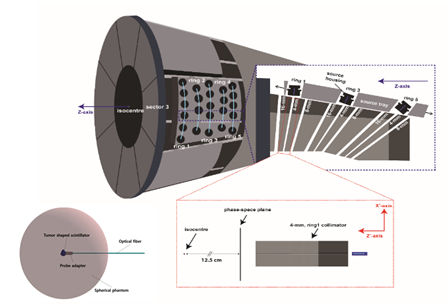 ring 3
ring 4
Z-axis
isocentre
sector 3
ring 1
ring 3
ring 5
ring 1
source
housing
ring 3
Z-axis
source tray
ring 5
phase-space plane
4-mm, ring1 collimator
X'-axis
Z'-axis
isocentre
12.5 cm
Tumor shaped scintillator
Optical fiber
Probe adapter
Spherical phantom